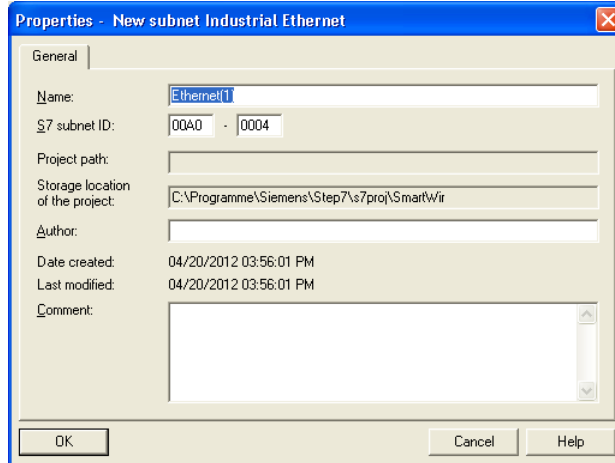 Properties - New subnet Industrial Ethernet
General
Name: Ethernet(1)
S7 subnet ID: 00A0 - 0004
Project path:
Storage location
of the project: C:\Programme\Siemens\Step7\s7proj\SmartWir
Author:
Date created: 04/20/2012 03:56:01 PM
Last modified: 04/20/2012 03:56:01 PM
Comment:
OK Cancel Help